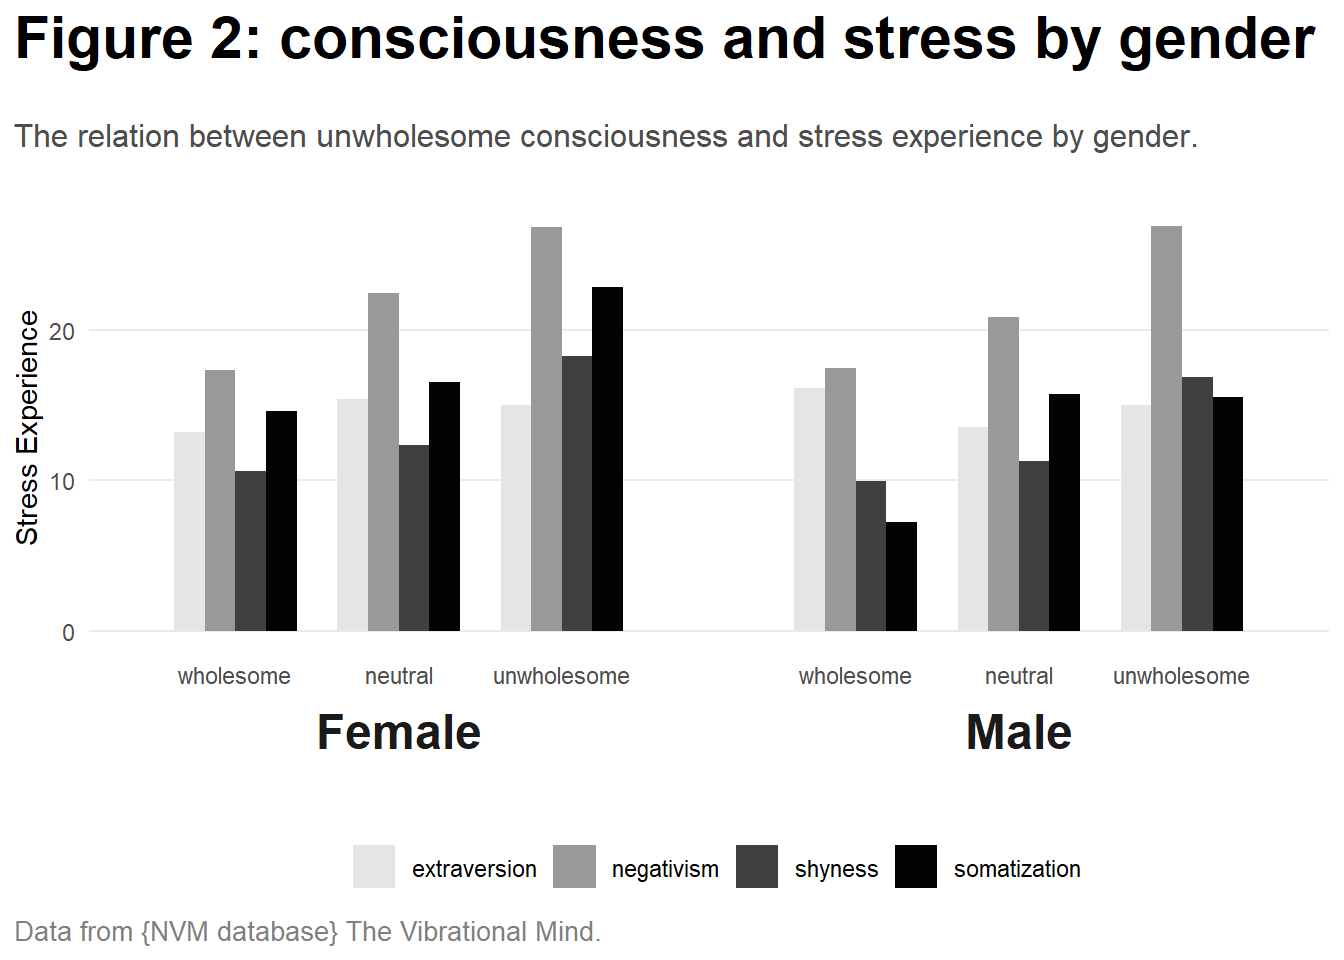 Figure 2: consciousness and stress by gender
The relation between unwholesome consciousness and stress experience by gender.
Stress Experience
20
10
0
wholesome neutral unwholesome wholesome neutral unwholesome
Female Male
extraversion negativism shyness somatization
Data from {NVM database} The Vibrational Mind.